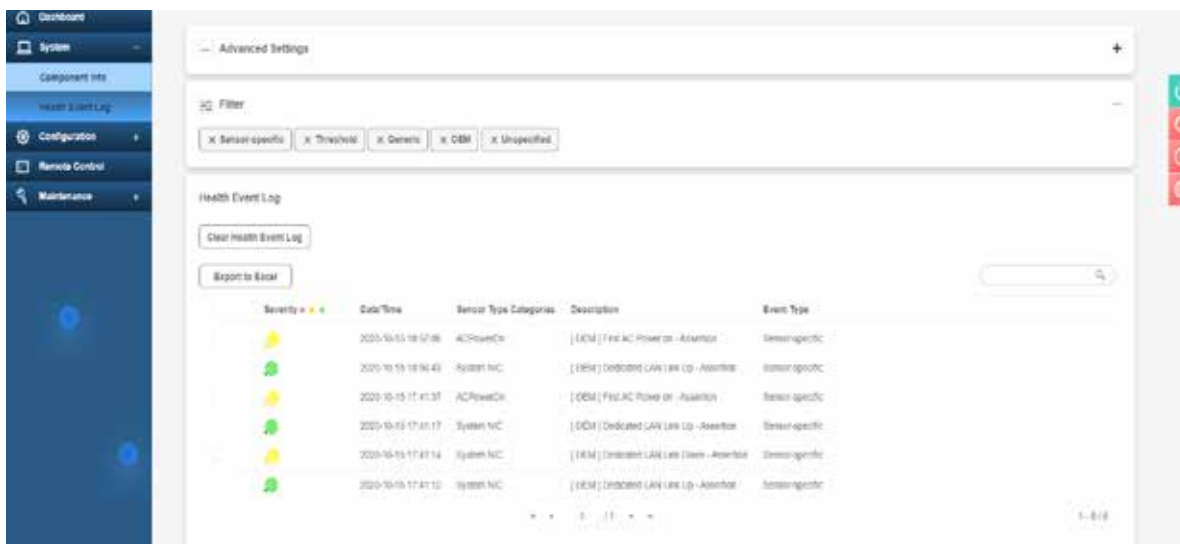 Dashboard
System -
Component Info
Health Event Log
Configuration +
Remote Control
Maintenance +
Advanced Settings +
Filter
× Sensor-specific × Threshold × Generic × OEM × Unspecified
Health Event Log
Clear Health Event Log
Export to Excel
Severity Date/Time Sensor Type Categories Description Event Type
ACPowerOn [ OEM ] First AC Power on - Assertion Sensor-specific
System NIC [ OEM ] Dedicated LAN Link Up - Assertion Sensor-specific
ACPowerOn [ OEM ] First AC Power on - Assertion Sensor-specific
System NIC [ OEM ] Dedicated LAN Link Up - Assertion Sensor-specific
System NIC [ OEM ] Dedicated LAN Link Down - Assertion Sensor-specific
System NIC [ OEM ] Dedicated LAN Link Up - Assertion Sensor-specific
1 / 1